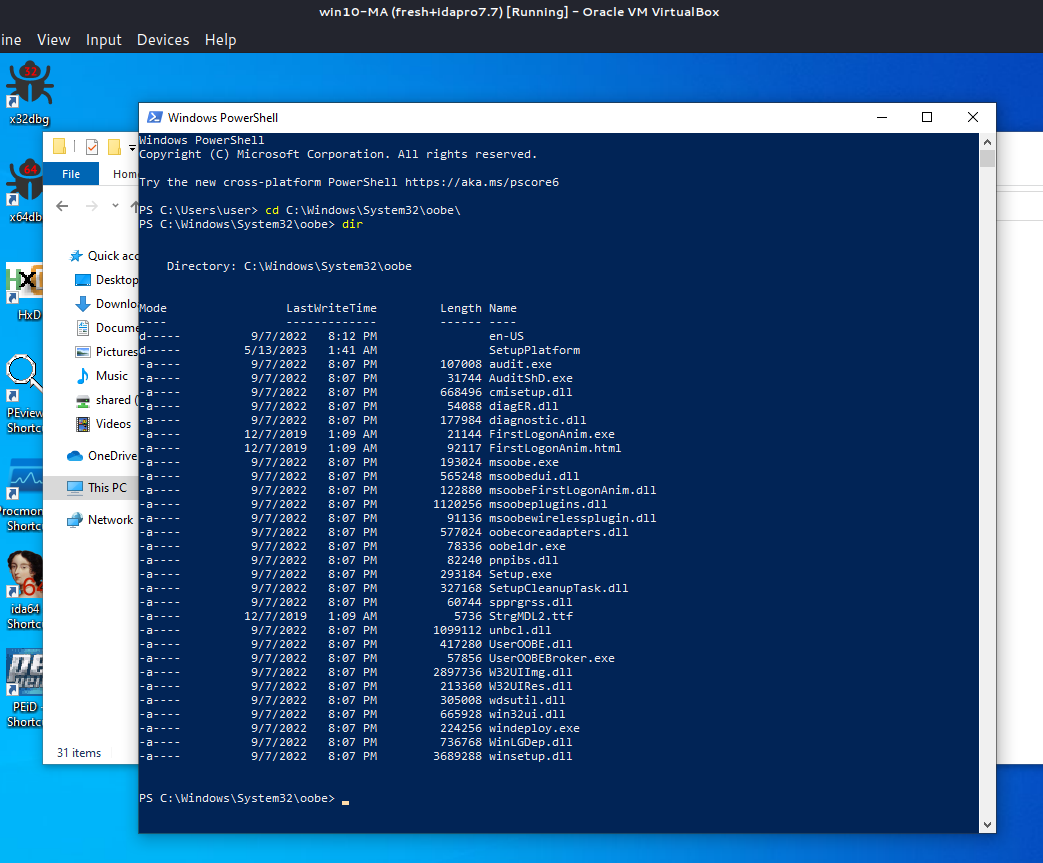 win10-MA (fresh+idapro7.7) [Running] - Oracle VM VirtualBox
ine View Input Devices Help
32
x32dbg
64
x64db
HxD
PEview
Shortc
Procmon
Shortc
64
ida64
Shortc
PEiD -
Shortc
File Hom
Quick acc
Desktop
Downlo
Docume
Pictures
Music
shared (
Videos
OneDrive
This PC
Network
31 items
Windows PowerShell
Windows PowerShell
Copyright (C) Microsoft Corporation. All rights reserved.
Try the new cross-platform PowerShell https://aka.ms/pscore6
PS C:\Users\user> cd C:\Windows\System32\oobe\
PS C:\Windows\System32\oobe> dir
Directory: C:\Windows\System32\oobe
Mode LastWriteTime Length Name
---- ------------- ------ ----
d----- 9/7/2022 8:12 PM en-US
d----- 5/13/2023 1:41 AM SetupPlatform
-a---- 9/7/2022 8:07 PM 107008 audit.exe
-a---- 9/7/2022 8:07 PM 31744 AuditShD.exe
-a---- 9/7/2022 8:07 PM 668496 cmisetup.dll
-a---- 9/7/2022 8:07 PM 54088 diagER.dll
-a---- 9/7/2022 8:07 PM 177984 diagnostic.dll
-a---- 12/7/2019 1:09 AM 21144 FirstLogonAnim.exe
-a---- 12/7/2019 1:09 AM 92117 FirstLogonAnim.html
-a---- 9/7/2022 8:07 PM 193024 msoobe.exe
-a---- 9/7/2022 8:07 PM 565248 msoobedui.dll
-a---- 9/7/2022 8:07 PM 122880 msoobeFirstLogonAnim.dll
-a---- 9/7/2022 8:07 PM 1120256 msoobeplugins.dll
-a---- 9/7/2022 8:07 PM 91136 msoobewirelessplugin.dll
-a---- 9/7/2022 8:07 PM 577024 oobecoreadapters.dll
-a---- 9/7/2022 8:07 PM 78336 oobeldr.exe
-a---- 9/7/2022 8:07 PM 82240 pnpibs.dll
-a---- 9/7/2022 8:07 PM 293184 Setup.exe
-a---- 9/7/2022 8:07 PM 327168 SetupCleanupTask.dll
-a---- 9/7/2022 8:07 PM 60744 spprgrss.dll
-a---- 12/7/2019 1:09 AM 5736 StrgMDL2.ttf
-a---- 9/7/2022 8:07 PM 1099112 unbcl.dll
-a---- 9/7/2022 8:07 PM 417280 UserOOBE.dll
-a---- 9/7/2022 8:07 PM 57856 UserOOBEBroker.exe
-a---- 9/7/2022 8:07 PM 2897736 W32UIImg.dll
-a---- 9/7/2022 8:07 PM 213360 W32UIRes.dll
-a---- 9/7/2022 8:07 PM 305008 wdsutil.dll
-a---- 9/7/2022 8:07 PM 665928 win32ui.dll
-a---- 9/7/2022 8:07 PM 224256 windeploy.exe
-a---- 9/7/2022 8:07 PM 736768 WinLGDep.dll
-a---- 9/7/2022 8:07 PM 3689288 winsetup.dll
PS C:\Windows\System32\oobe>